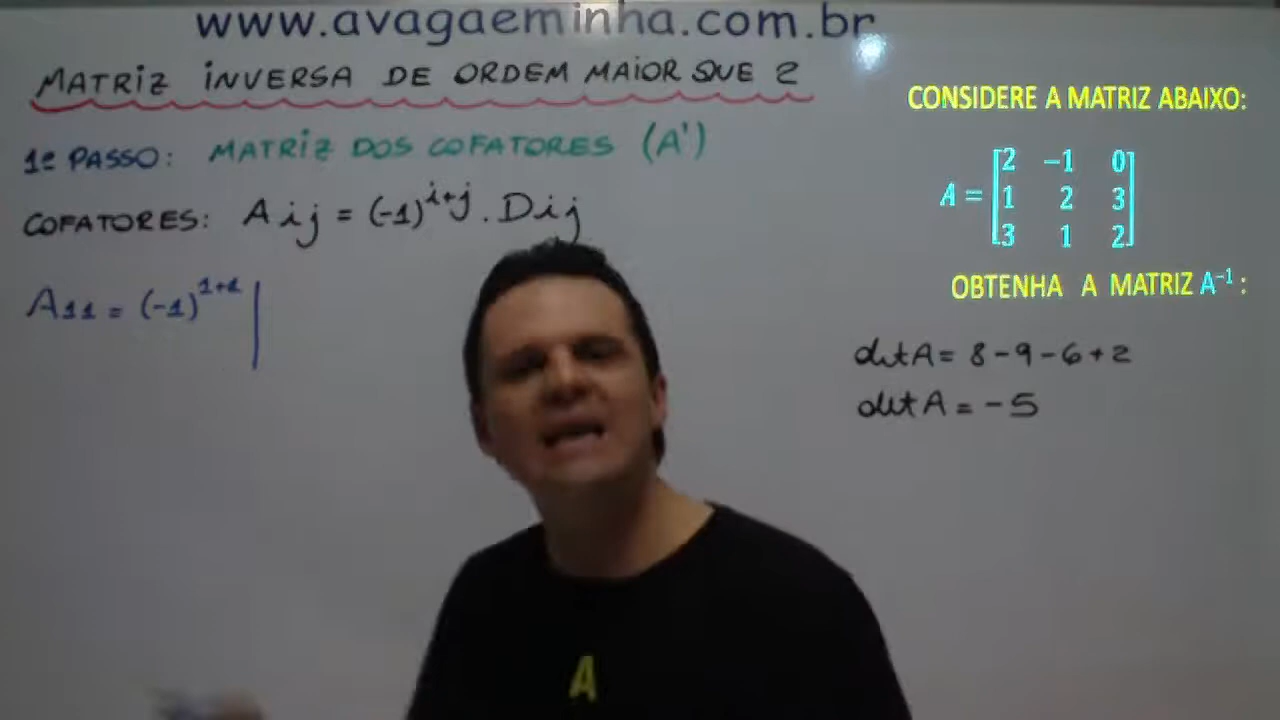 www.avagaeminha.com.br
MATRIZ INVERSA DE ORDEM MAIOR QUE 2
1º PASSO: MATRIZ DOS COFATORES (A')
COFATORES: Aij = (-1)^i+j . Dij
A11 = (-1)^1+1 |
CONSIDERE A MATRIZ ABAIXO:
2 −1 0
A = 1 2 3
3 1 2
OBTENHA A MATRIZ A⁻¹ :
det A = 8 - 9 - 6 + 2
det A = - 5
A